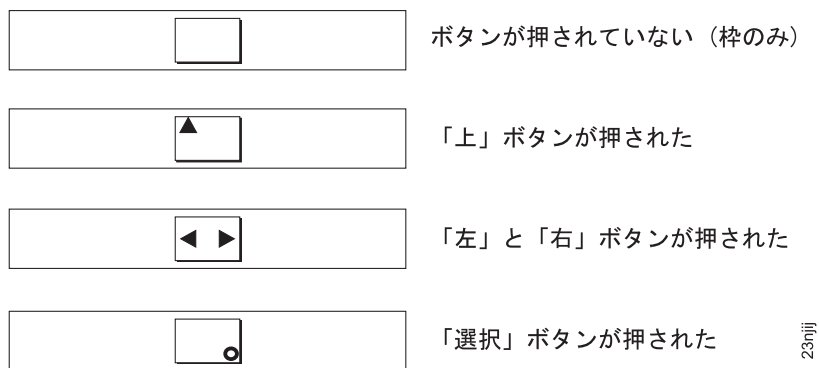 ボタンが押されていない（枠のみ）
「上」ボタンが押された
「左」と「右」ボタンが押された
「選択」ボタンが押された
23njij